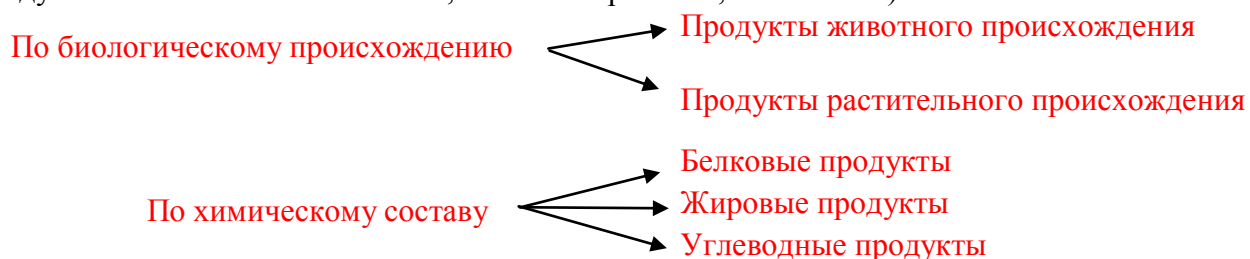 Продукты животного происхождения
По биологическому происхождению
Продукты растительного происхождения
Белковые продукты
По химическому составу
Жировые продукты
Углеводные продукты